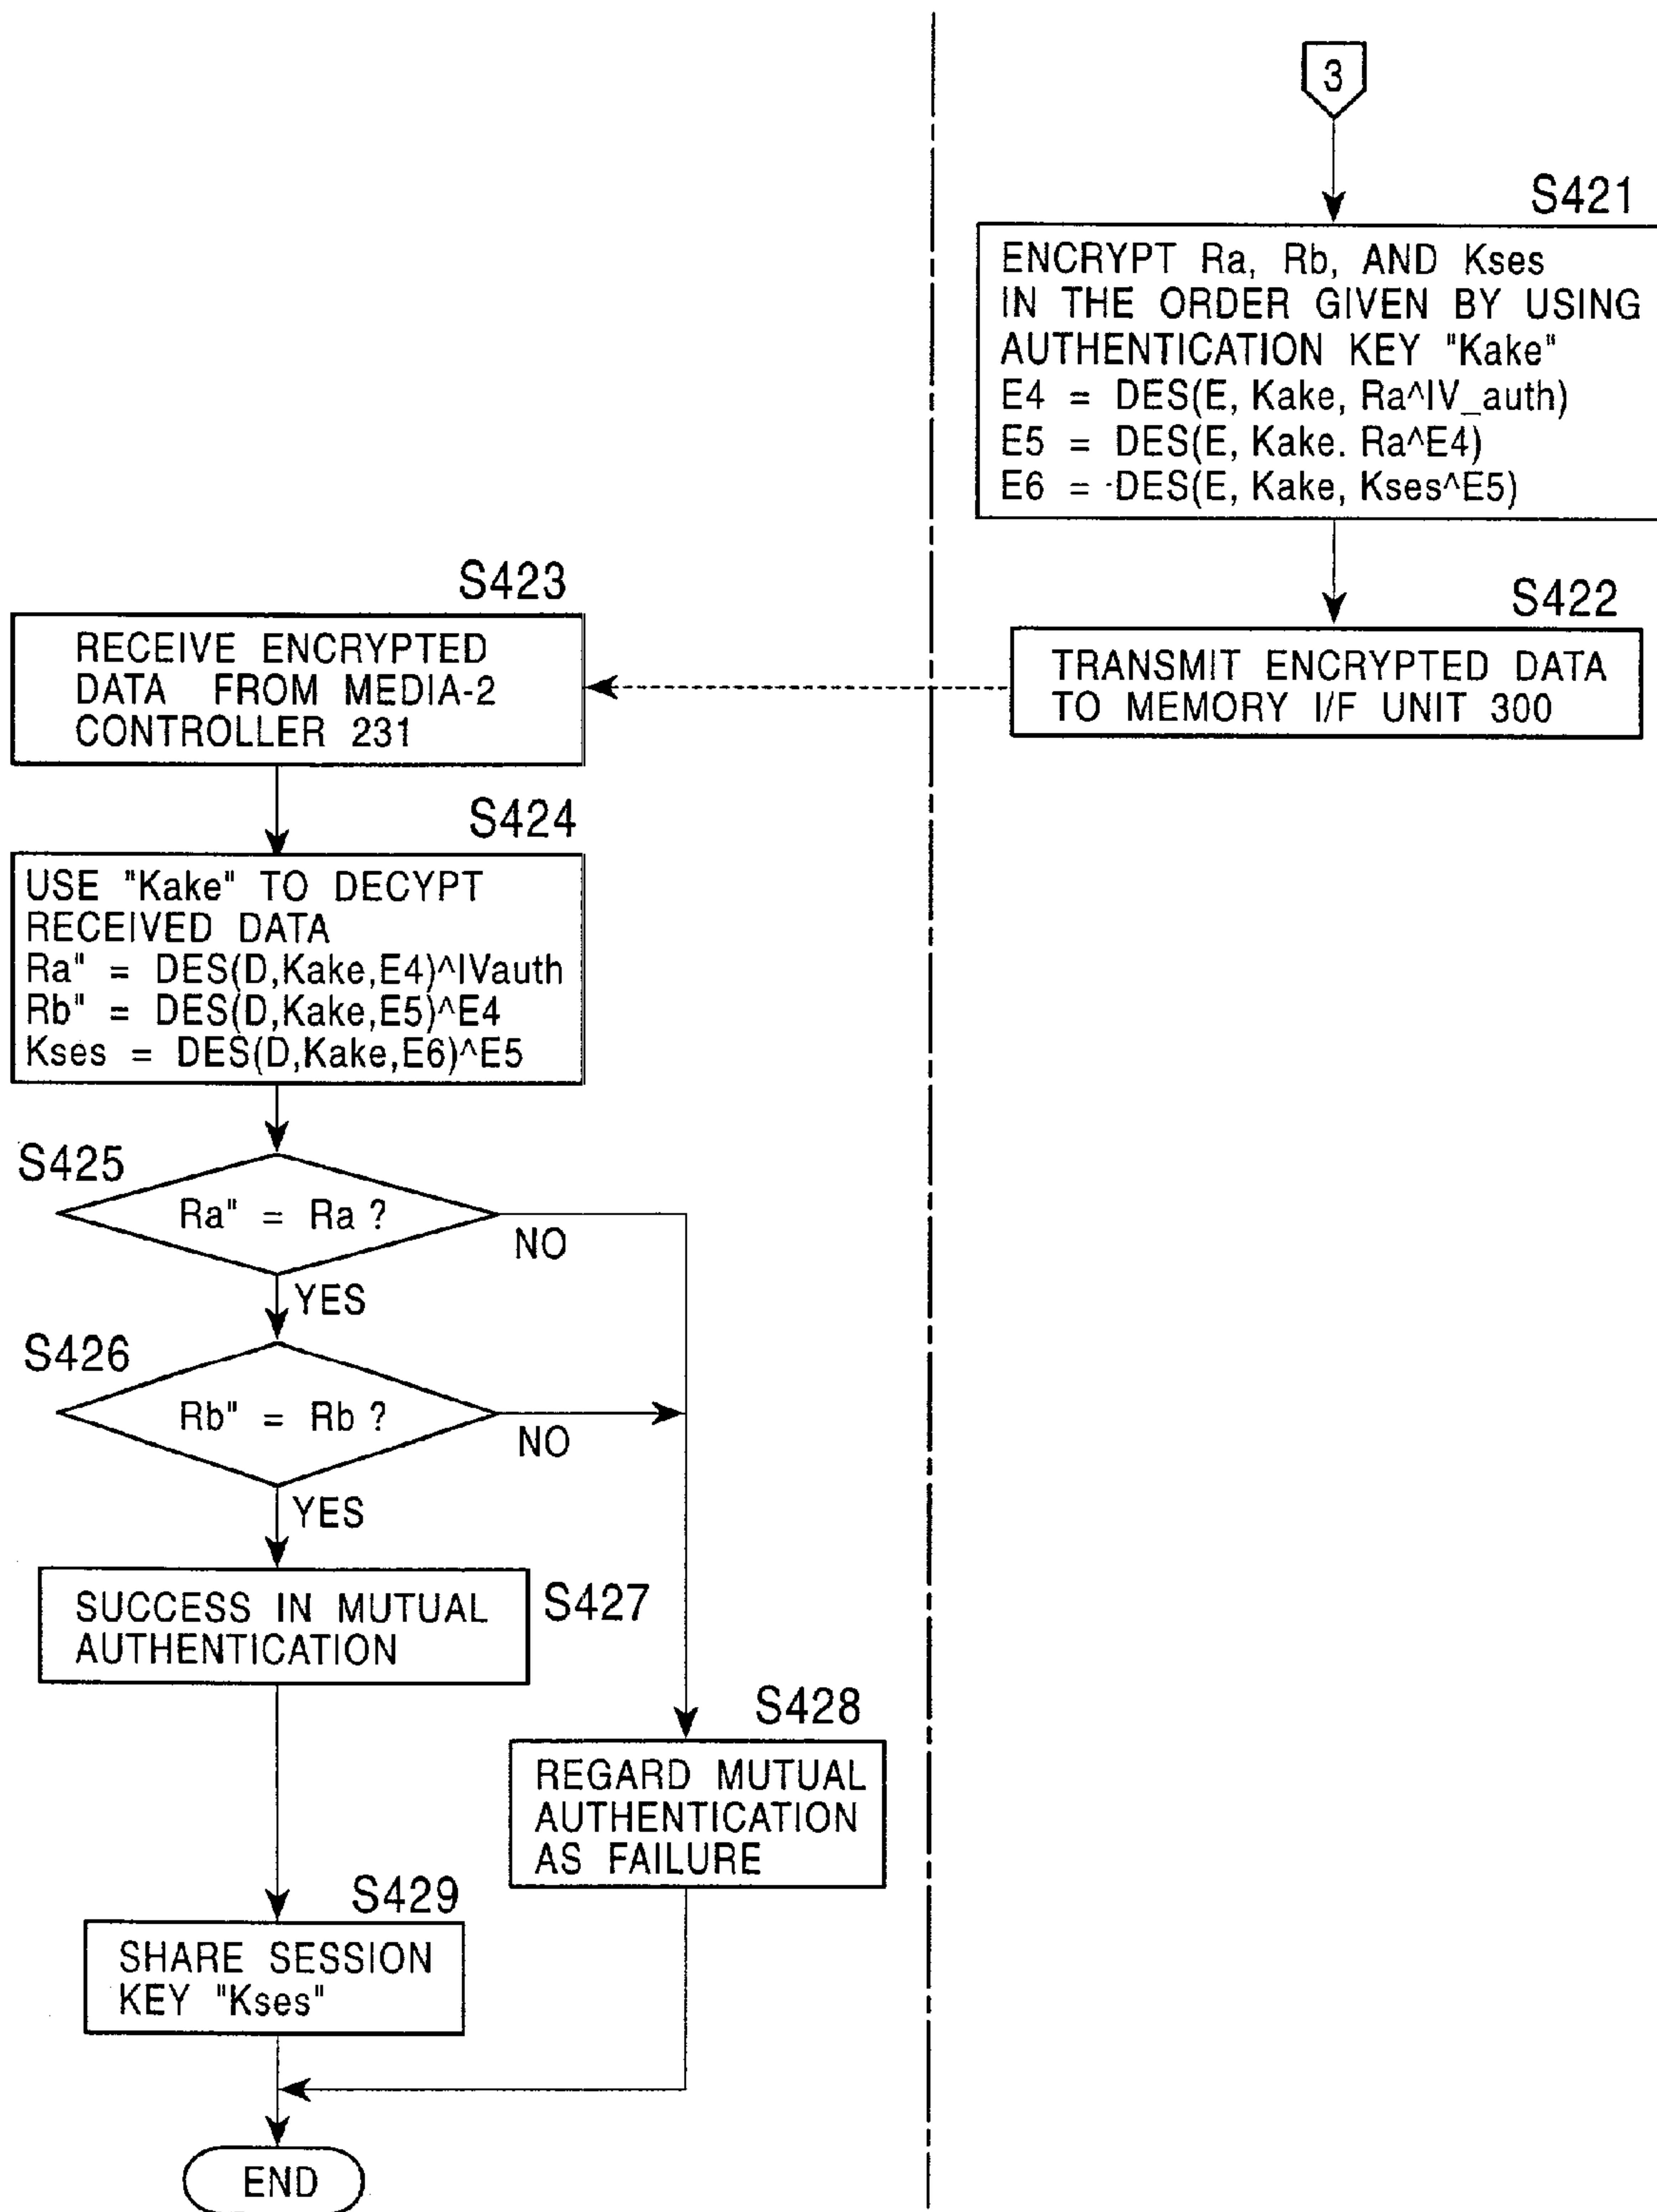 3
S421
ENCRYPT Ra, Rb, AND Kses
IN THE ORDER GIVEN BY USING
AUTHENTICATION KEY "Kake"
E4 = DES(E, Kake, Ra^IV_auth)
E5 = DES(E, Kake. Ra^E4)
E6 = DES(E, Kake, Kses^E5)
S422
TRANSMIT ENCRYPTED DATA
TO MEMORY I/F UNIT 300
S423
RECEIVE ENCRYPTED
DATA FROM MEDIA-2
CONTROLLER 231
S424
USE "Kake" TO DECYPT
RECEIVED DATA
Ra" = DES(D,Kake,E4)^IVauth
Rb" = DES(D,Kake,E5)^E4
Kses = DES(D,Kake,E6)^E5
S425
Ra" = Ra ?
NO
YES
S426
Rb" = Rb ?
NO
YES
SUCCESS IN MUTUAL
AUTHENTICATION
S427
S428
REGARD MUTUAL
AUTHENTICATION
AS FAILURE
S429
SHARE SESSION
KEY "Kses"
END